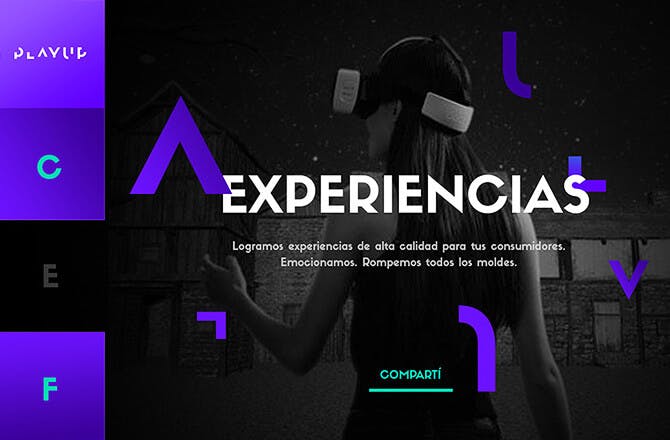 PLAYUP
C
E
F
EXPERIENCIAS
Logramos experiencias de alta calidad para tus consumidores.
Emocionamos. Rompemos todos los moldes.
COMPARTÍ